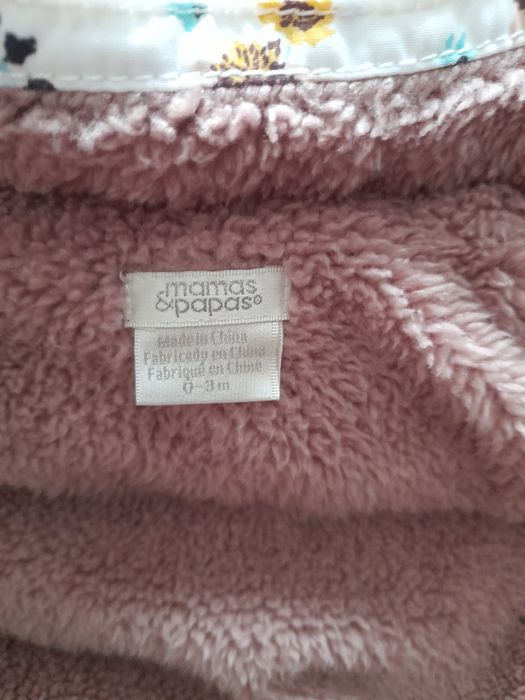 mamas
&papas®
Made in China
Fabricado en China
Fabriqué en Chine
0-3m